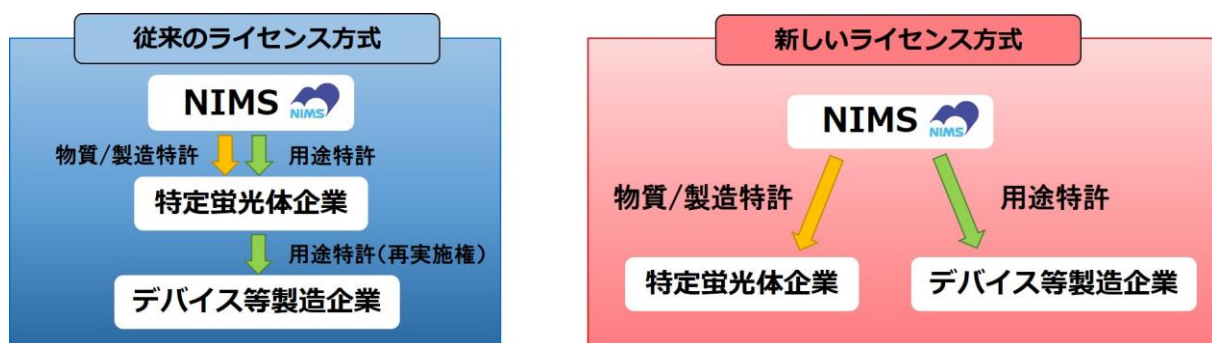 従来のライセンス方式
NIMS NIMS
物質/製造特許 用途特許
特定蛍光体企業
用途特許(再実施権)
デバイス等製造企業
新しいライセンス方式
NIMS NIMS
物質/製造特許 用途特許
特定蛍光体企業 デバイス等製造企業